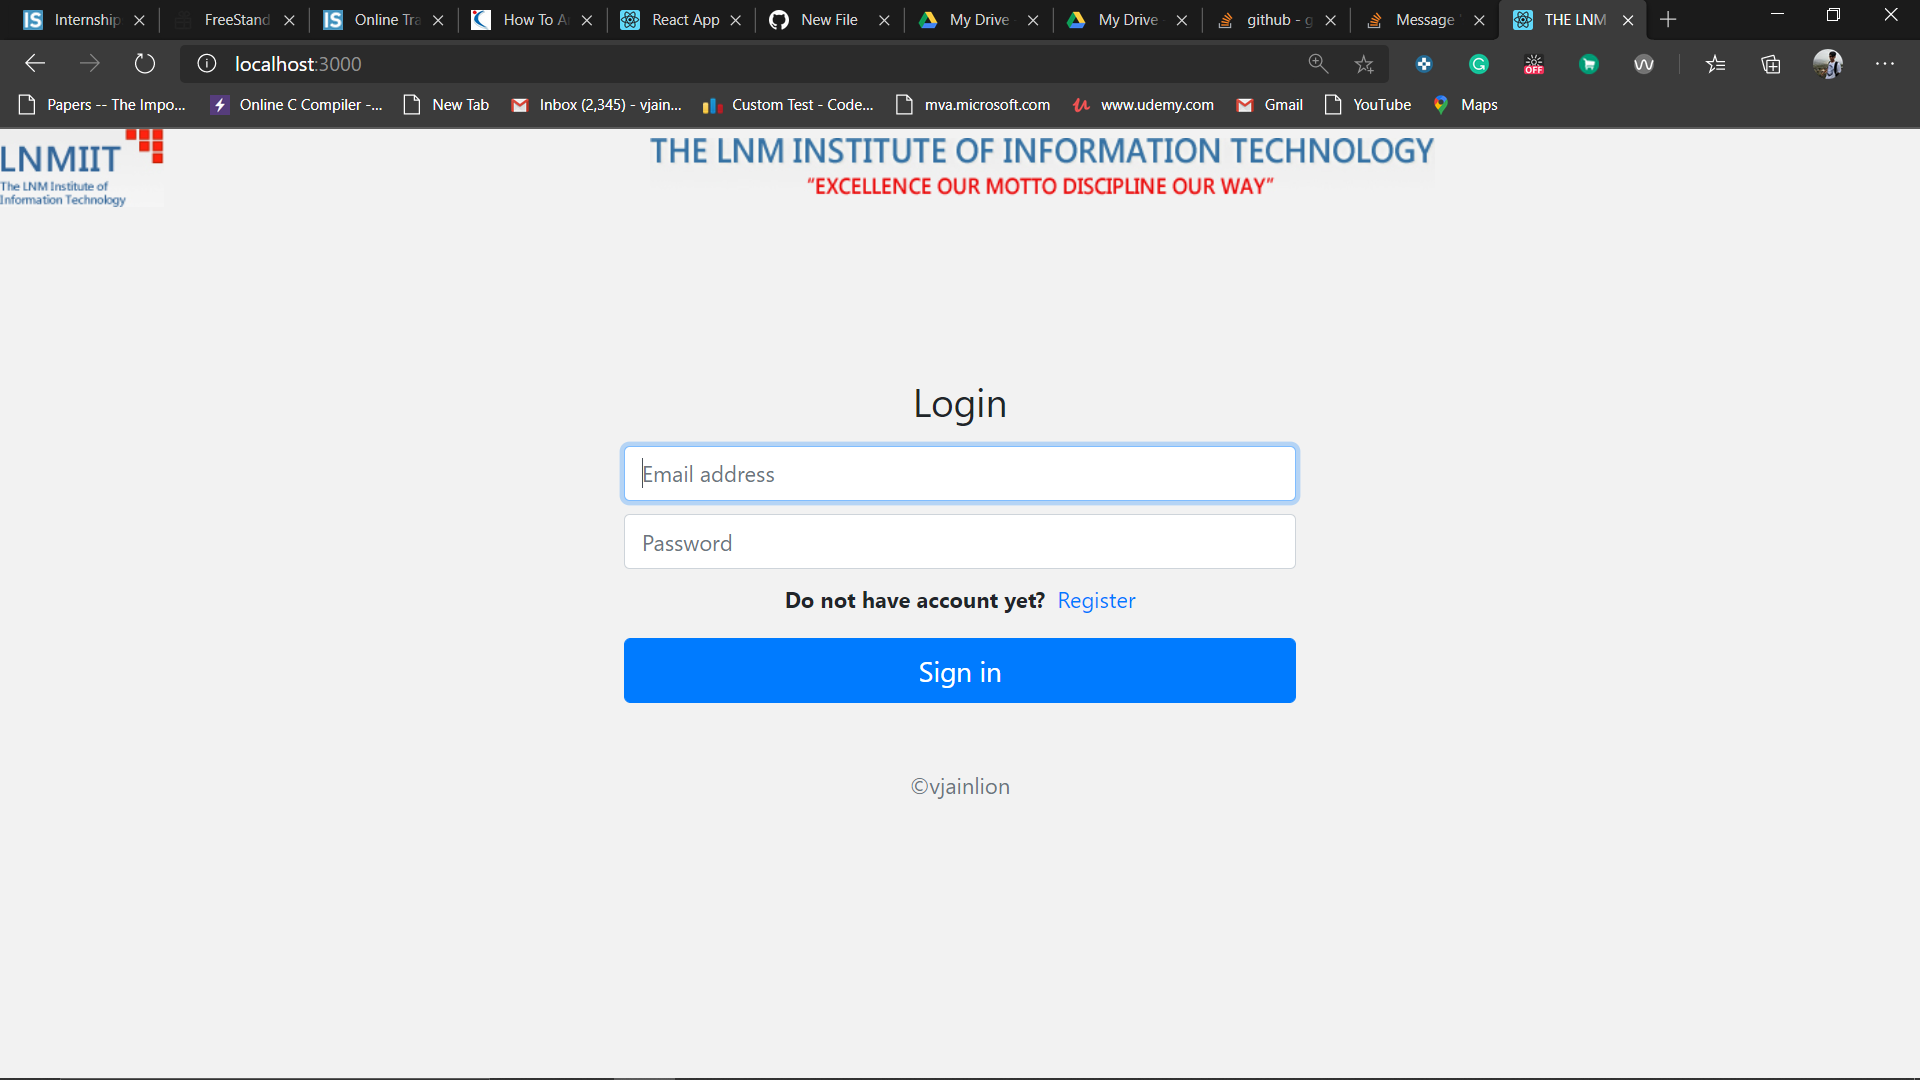 Internship
FreeStand
Online Tra
How To A
React App
New File
My Drive
My Drive
github - g
Message
THE LNM
localhost:3000
OFF
Papers -- The Impo...
Online C Compiler -...
New Tab
Inbox (2,345) - vjain...
Custom Test - Code...
mva.microsoft.com
www.udemy.com
Gmail
YouTube
Maps
LNMIIT
The LNM Institute of
Information Technology
THE LNM INSTITUTE OF INFORMATION TECHNOLOGY
"EXCELLENCE OUR MOTTO DISCIPLINE OUR WAY"
Login
Email address
Password
Do not have account yet? Register
Sign in
©vjainlion